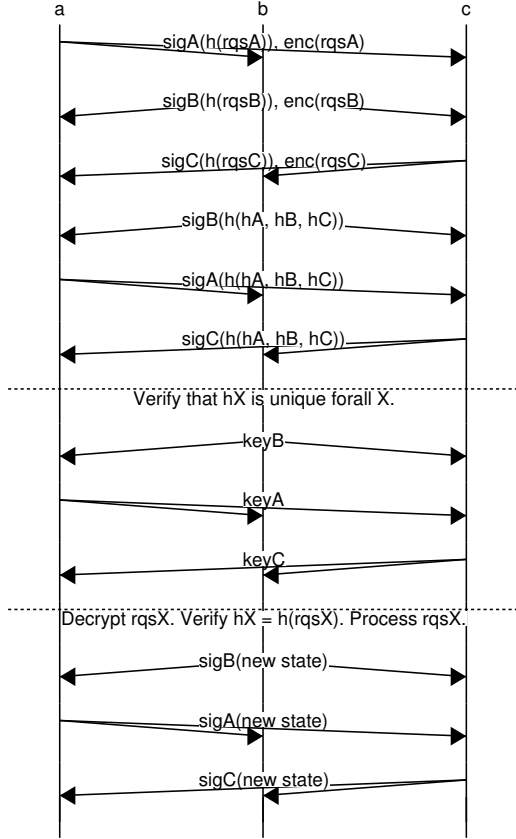 a b c
sigA(h(rqsA)), enc(rqsA)
sigB(h(rqsB)), enc(rqsB)
sigC(h(rqsC)), enc(rqsC)
sigB(h(hA, hB, hC))
sigA(h(hA, hB, hC))
sigC(h(hA, hB, hC))
Verify that hX is unique forall X.
keyB
keyA
keyC
Decrypt rqsX. Verify hX = h(rqsX). Process rqsX.
sigB(new state)
sigA(new state)
sigC(new state)